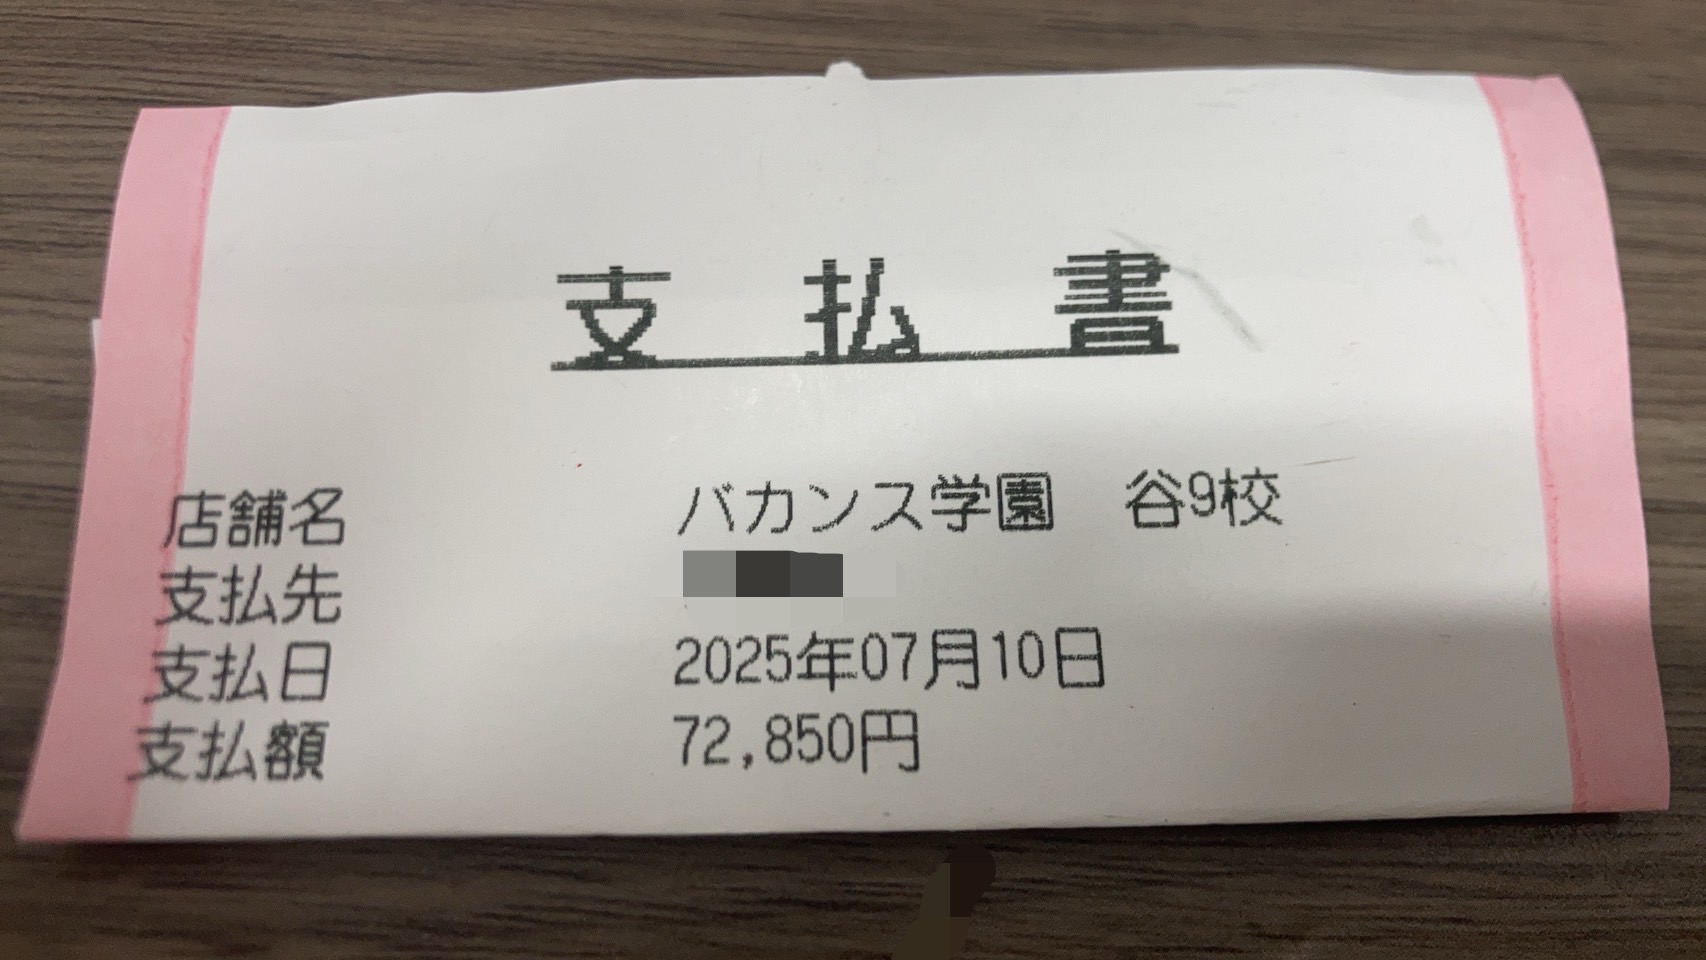 支 払 書
店舗名 バカンス学園 谷9校
支払先
支払日 2025年07月10日
支払額 72,850円